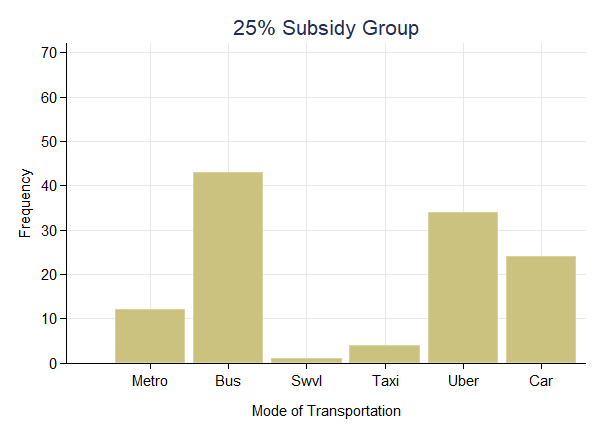 25% Subsidy Group
Frequency
70
60
50
40
30
20
10
0
Metro Bus Swvl Taxi Uber Car
Mode of Transportation